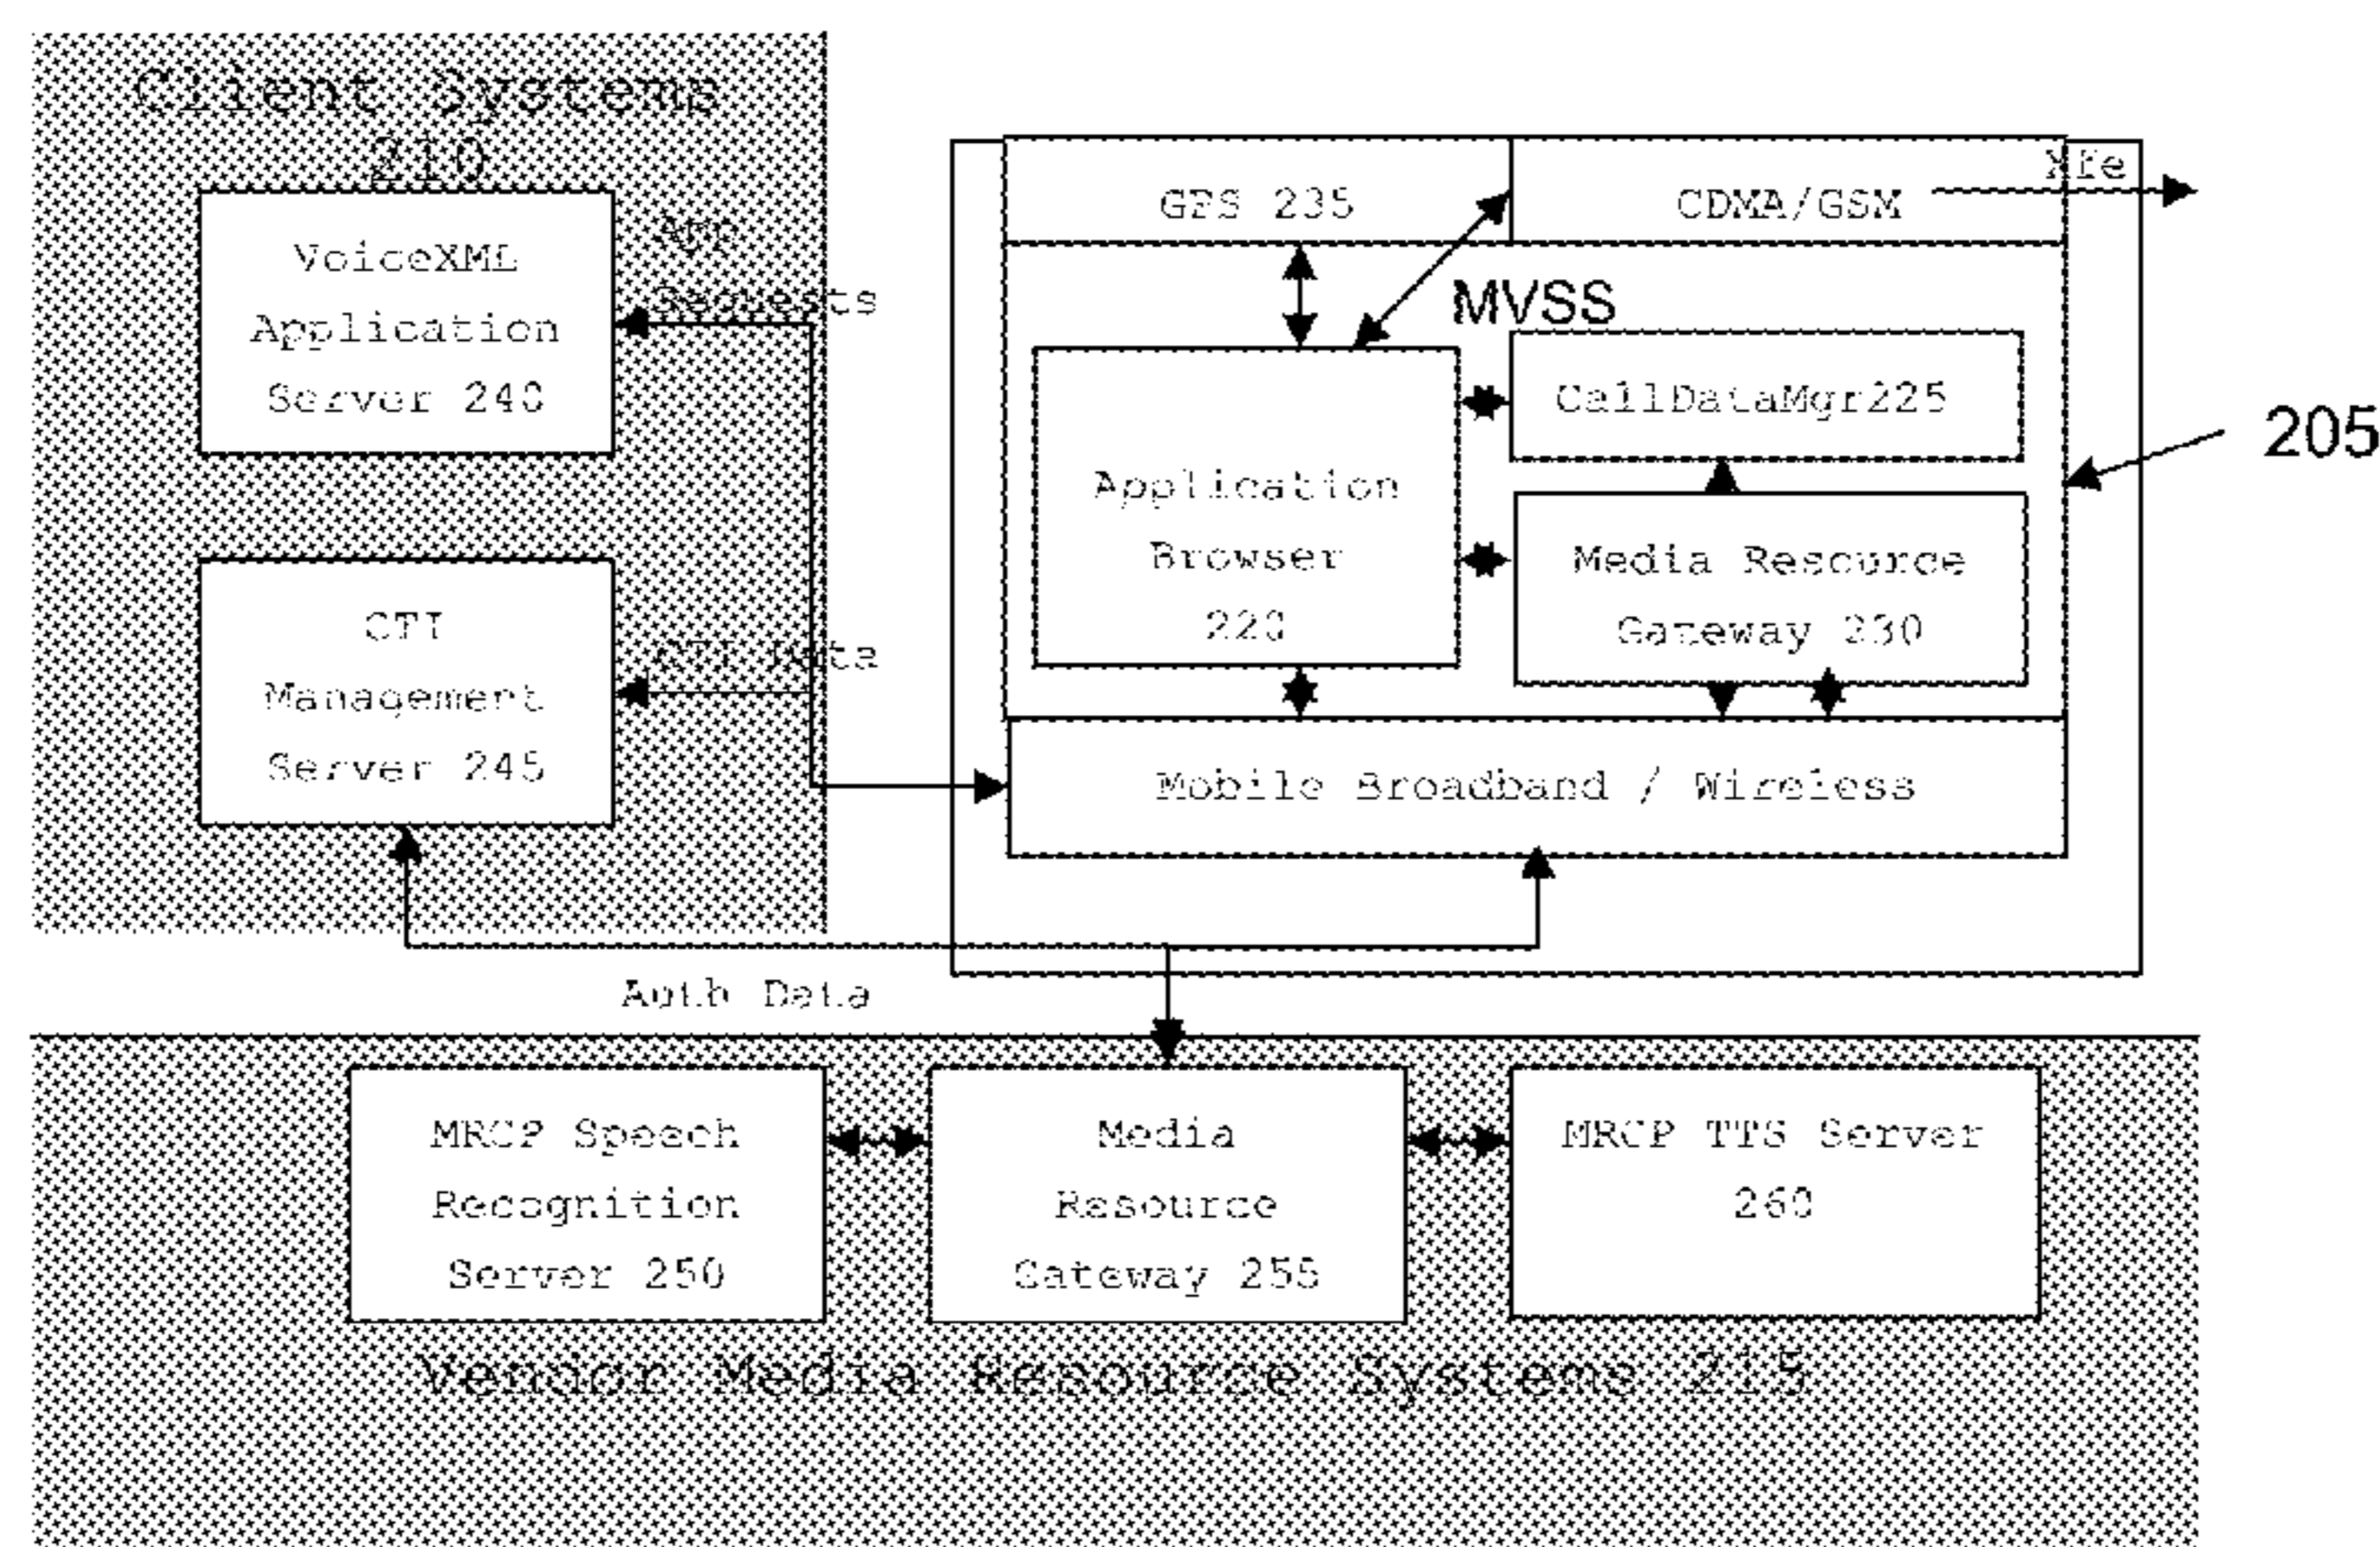 Client Systems
210
VoiceXML
Application
Server 240
App
Requests
CTI
Management
Server 245
CTI Data
Auth Data
GPS 235
CDMA/GSM
Xfe
MVSS
CallDataMgr225
205
Application
Browser
220
Media Resource
Gateway 230
Mobile Broadband / Wireless
MRCP Speech
Recognition
Server 250
Media
Resource
Gateway 255
MRCP TTS Server
260
Vendor Media Resource Systems 215